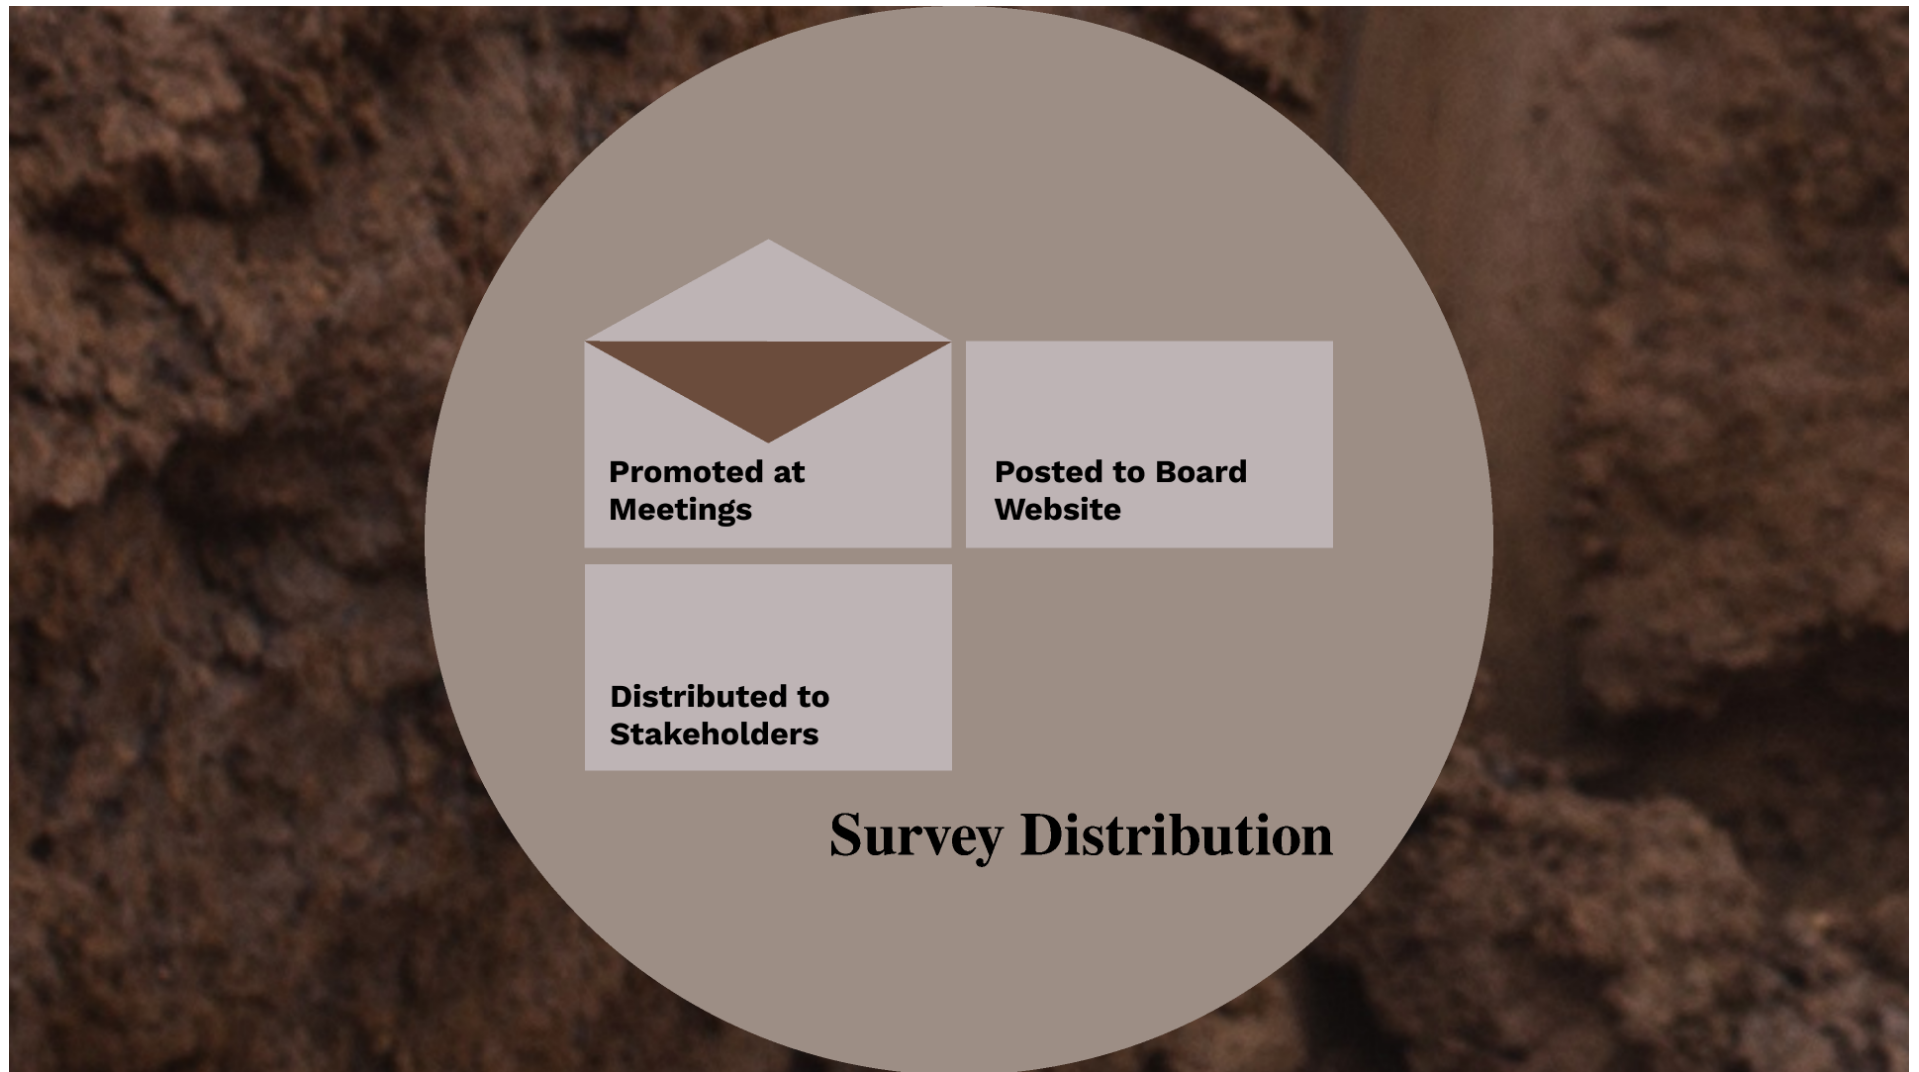 Promoted at
Meetings
Posted to Board
Website
Distributed to
Stakeholders
Survey Distribution